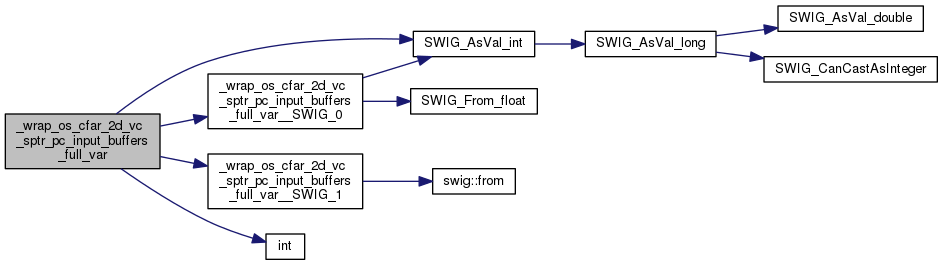 _wrap_os_cfar_2d_vc
_sptr_pc_input_buffers
_full_var
SWIG_AsVal_int
_wrap_os_cfar_2d_vc
_sptr_pc_input_buffers
_full_var__SWIG_0
SWIG_From_float
_wrap_os_cfar_2d_vc
_sptr_pc_input_buffers
_full_var__SWIG_1
swig::from
int
SWIG_AsVal_long
SWIG_AsVal_double
SWIG_CanCastAsInteger